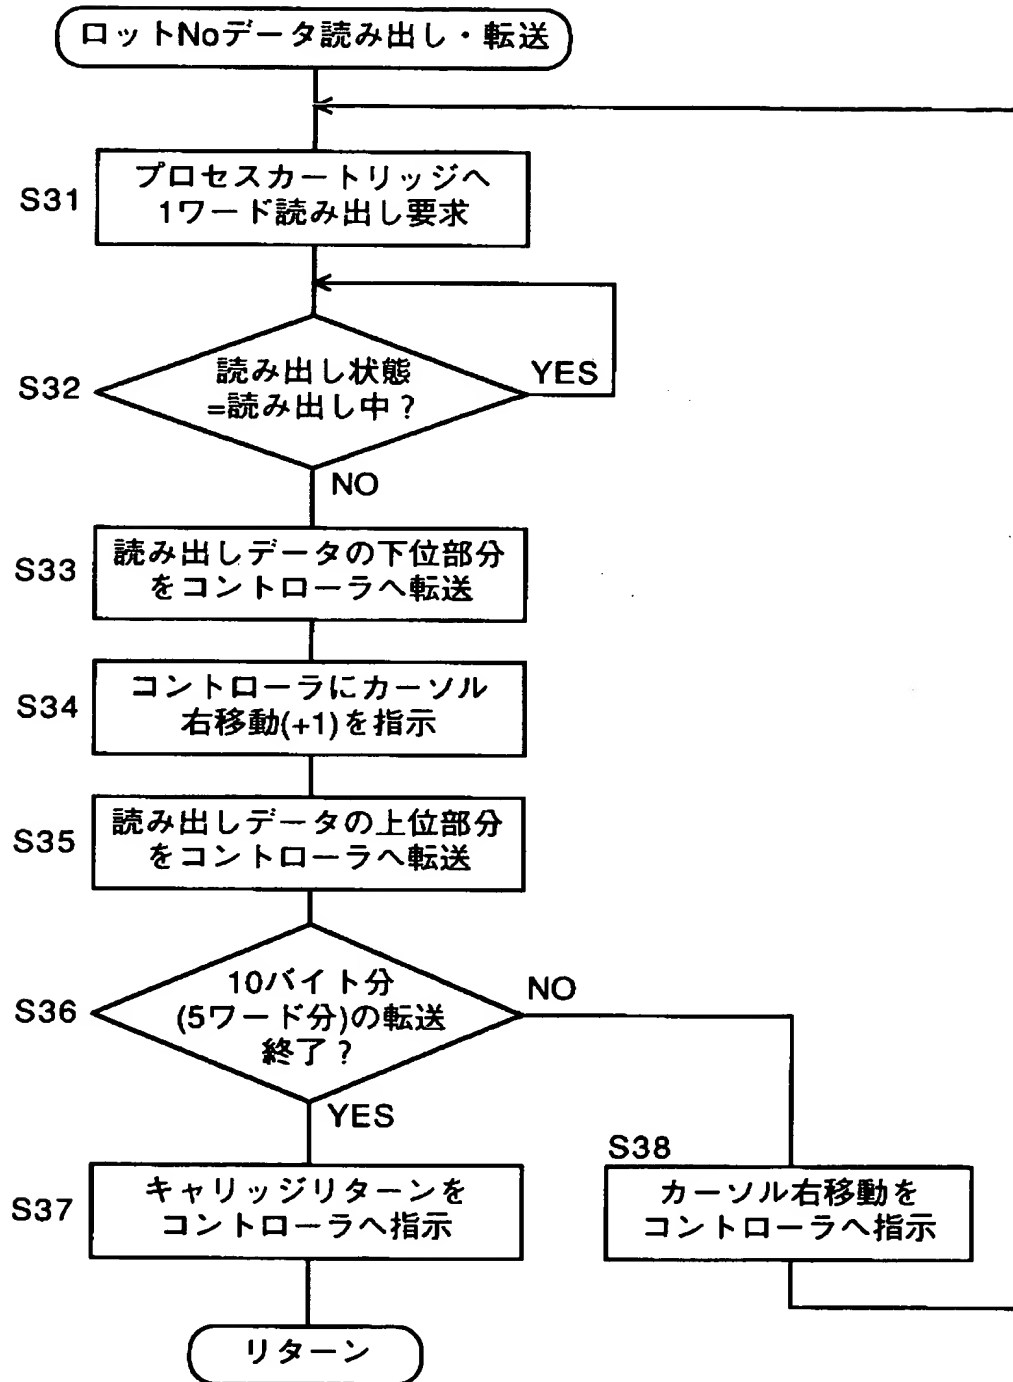 ロットNoデータ読み出し・転送
S31
プロセスカートリッジへ
1ワード読み出し要求
S32
読み出し状態
=読み出し中?
YES
NO
S33
読み出しデータの下位部分
をコントローラへ転送
S34
コントローラにカーソル
右移動(+1)を指示
S35
読み出しデータの上位部分
をコントローラへ転送
S36
10バイト分
(5ワード分)の転送
終了?
NO
YES
S37
キャリッジリターンを
コントローラへ指示
S38
カーソル右移動を
コントローラへ指示
リターン